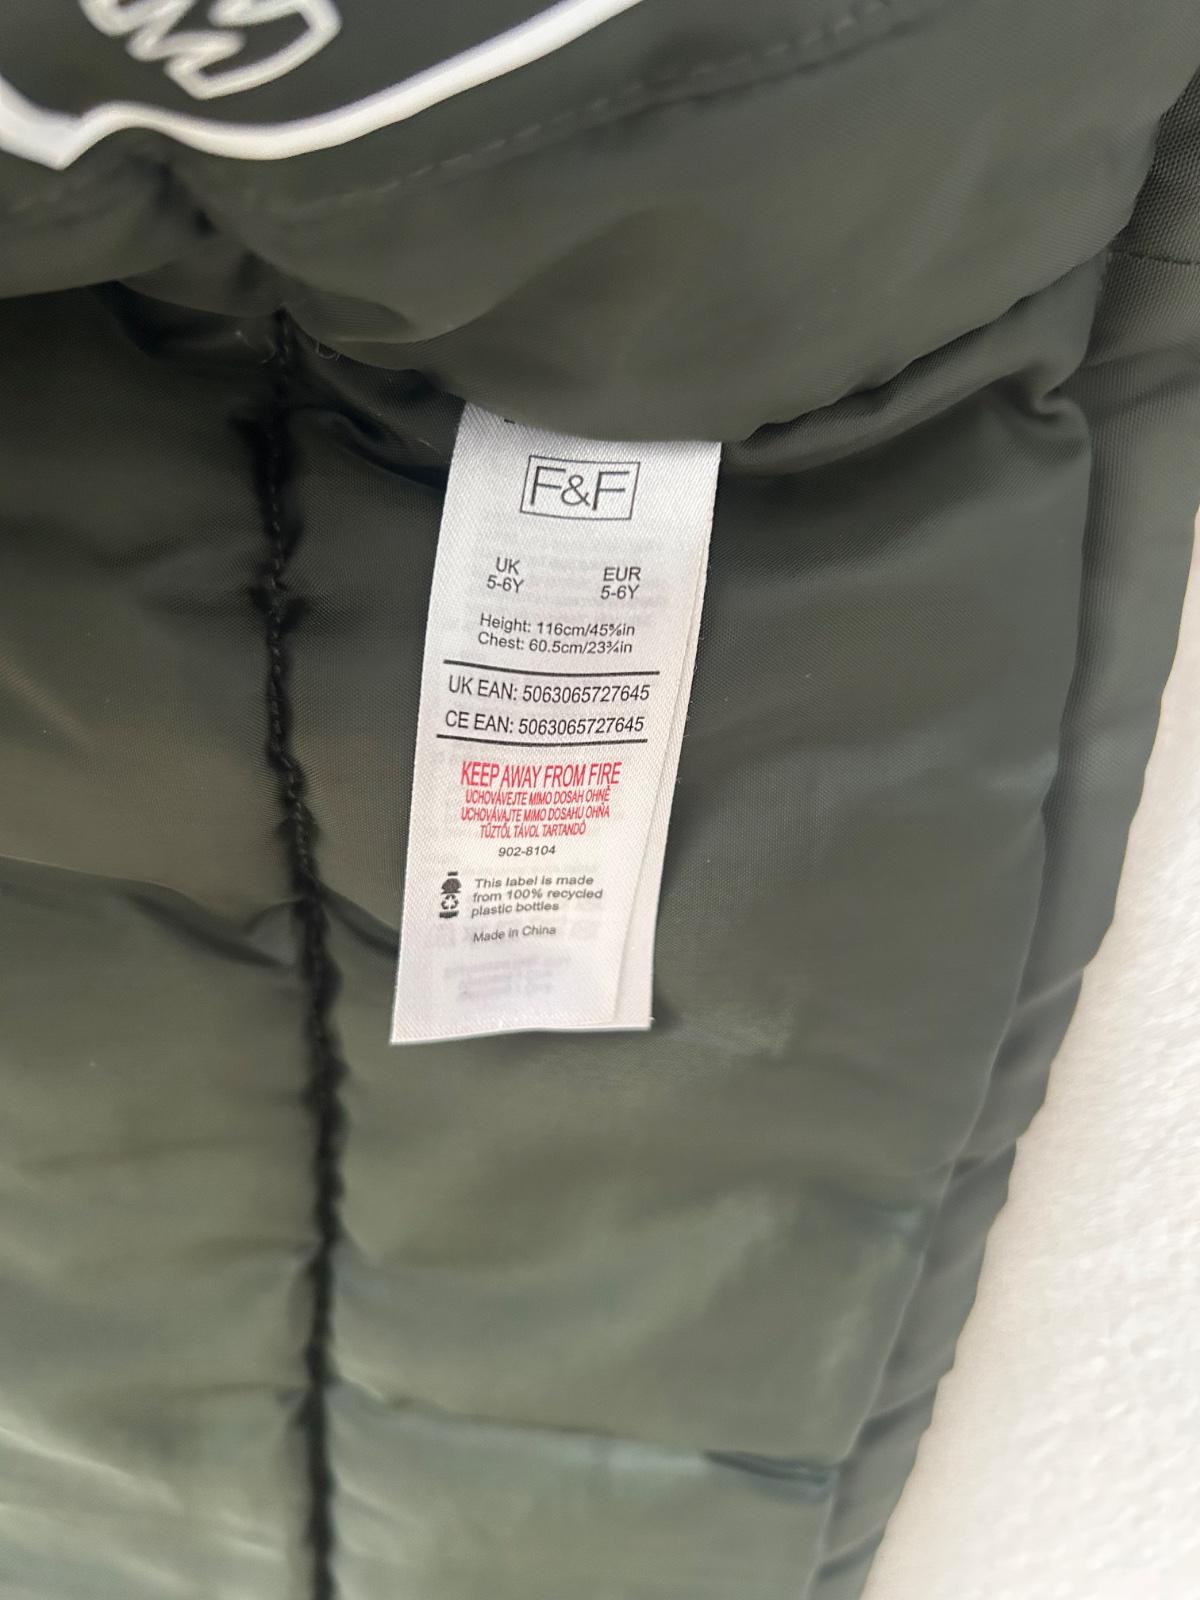 F&F
UK
5-6Y
EUR
5-6Y
Height: 116cm/45⅝in
Chest: 60.5cm/23¾in
UK EAN: 5063065727645
CE EAN: 5063065727645
KEEP AWAY FROM FIRE
UCHOVÁVEJTE MIMO DOSAH OHNĚ
UCHOVÁVAJTE MIMO DOSAHU OHŇA
TŰZTŐL TÁVOL TARTANDÓ
902-8104
This label is made
from 100% recycled
plastic bottles
Made in China